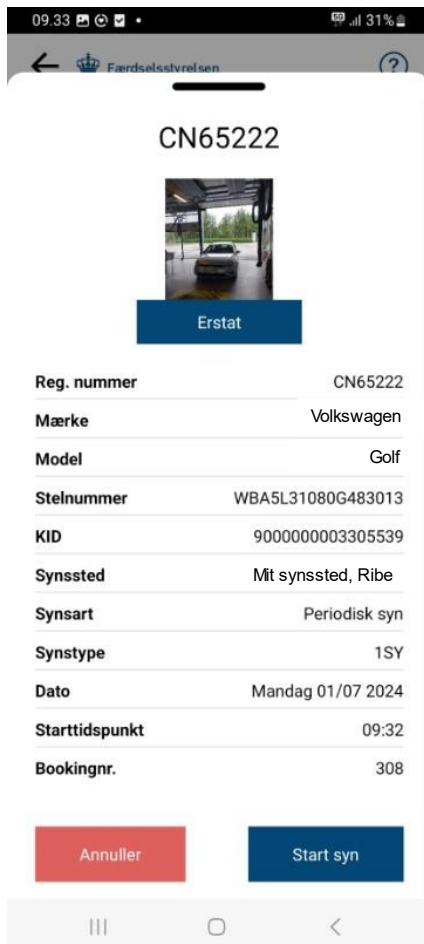 09.33 31%
Færdselsstyrelsen ?
CN65222
Erstat
Reg. nummer CN65222
Mærke Volkswagen
Model Golf
Stelnummer WBA5L31080G483013
KID 9000000003305539
Synssted Mit synssted, Ribe
Synsart Periodisk syn
Synstype 1SY
Dato Mandag 01/07 2024
Starttidspunkt 09:32
Bookingnr. 308
Annuller Start syn